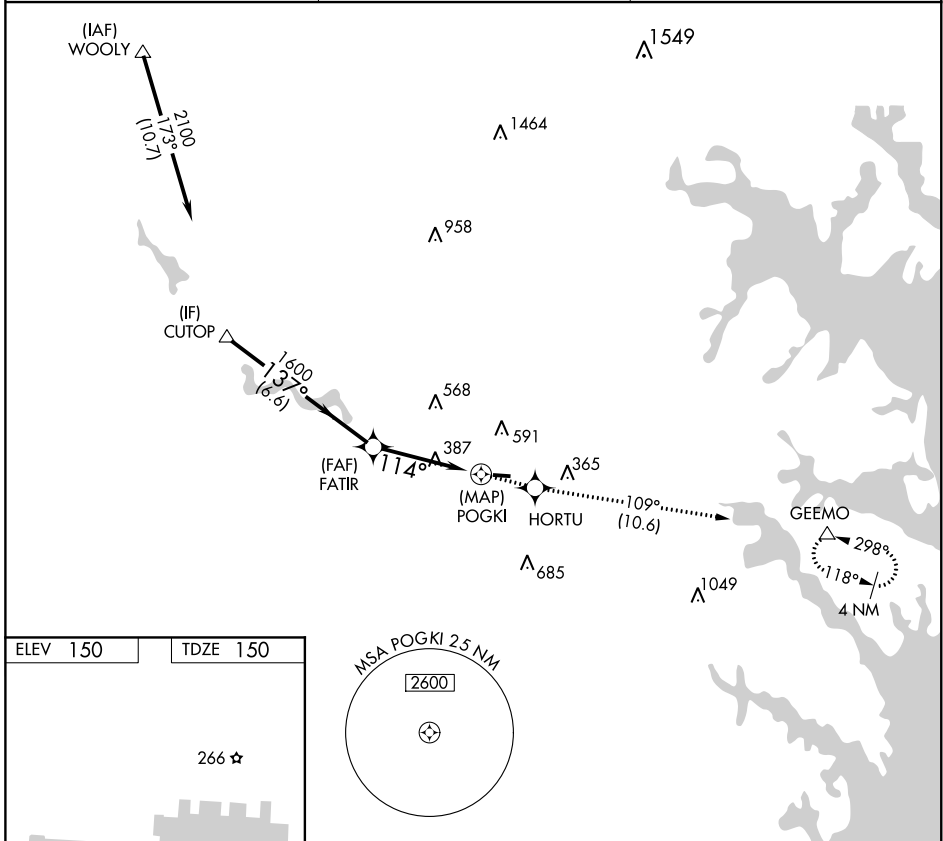 (IAF)
WOOLY
2100
173°
(10.7)
1549
1464
958
(IF)
CUTOP
1600
137°
(6.6)
568
591
387
365
(FAF)
FATIR
114°
(MAP)
POGKI
HORTU
109°
(10.6)
GEEMO
298°
118°
4 NM
685
1049
ELEV 150
TDZE 150
266
MSA POGKI 25 NM
2600